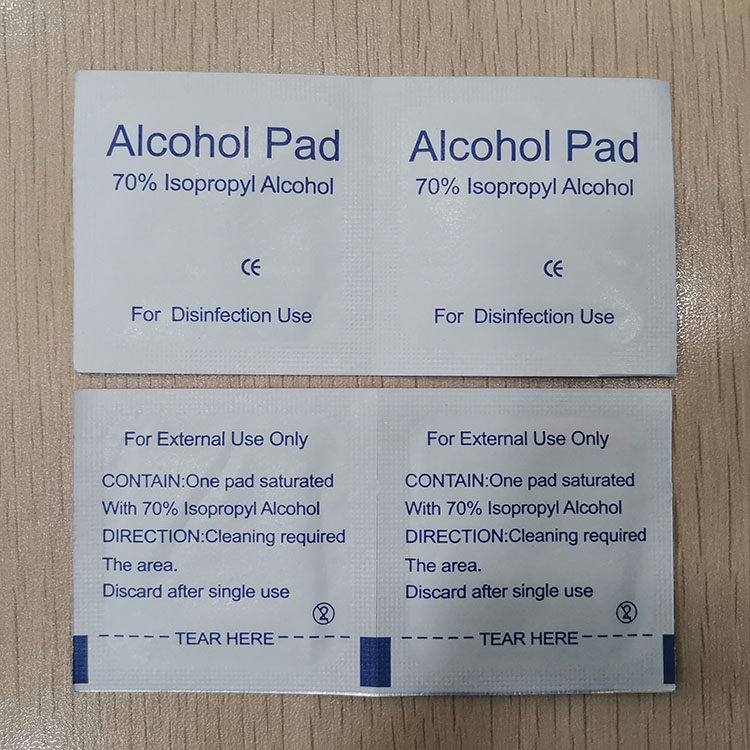 Alcohol Pad
70% Isopropyl Alcohol
CE
For Disinfection Use
Alcohol Pad
70% Isopropyl Alcohol
CE
For Disinfection Use
For External Use Only
CONTAIN:One pad saturated
With 70% Isopropyl Alcohol
DIRECTION:Cleaning required
The area.
Discard after single use
2
TEAR HERE
For External Use Only
CONTAIN:One pad saturated
With 70% Isopropyl Alcohol
DIRECTION:Cleaning required
The area.
Discard after single use
2
TEAR HERE